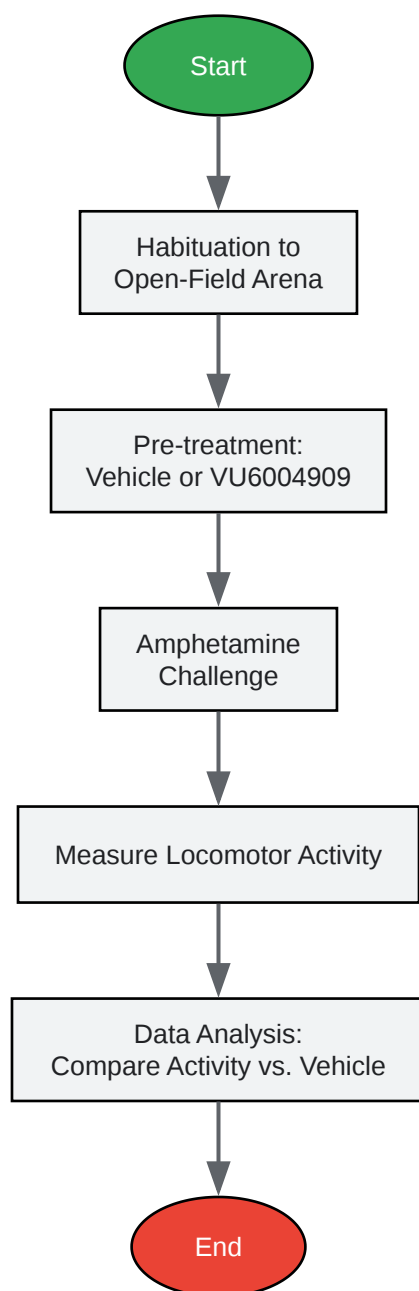 Start
Habituation to
Open-Field Arena
Pre-treatment:
Vehicle or VU6004909
Amphetamine
Challenge
Measure Locomotor Activity
Data Analysis:
Compare Activity vs. Vehicle
End